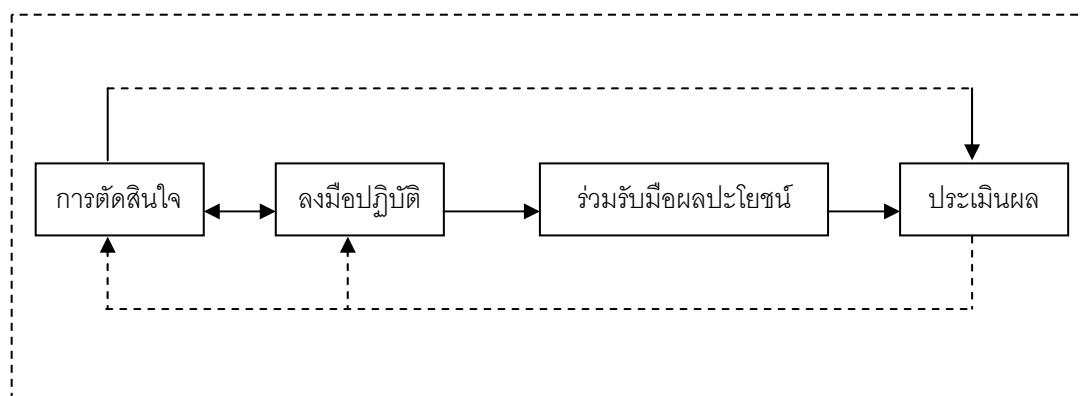 การตัดสินใจ
ลงมือปฏิบัติ
ร่วมรับมือผลปะโยชน์
ประเมินผล